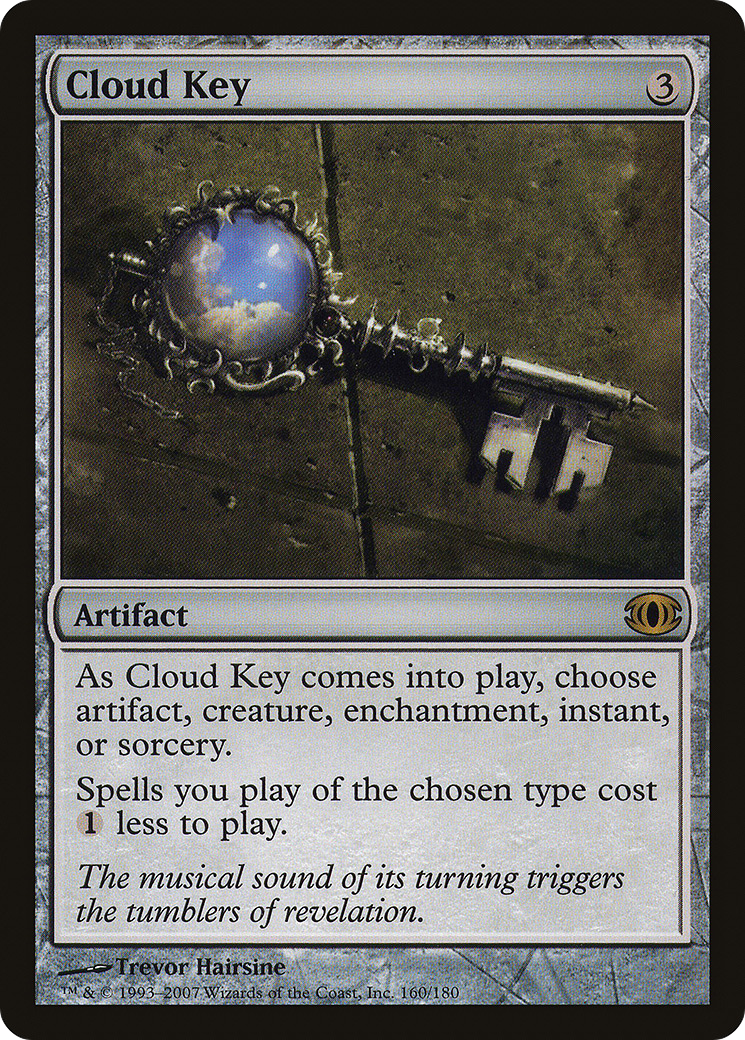 Cloud Key 3
Artifact
As Cloud Key comes into play, choose
artifact, creature, enchantment, instant,
or sorcery.
Spells you play of the chosen type cost
1 less to play.
The musical sound of its turning triggers
the tumblers of revelation.
Trevor Hairsine
™ & © 1993–2007 Wizards of the Coast, Inc. 160/180